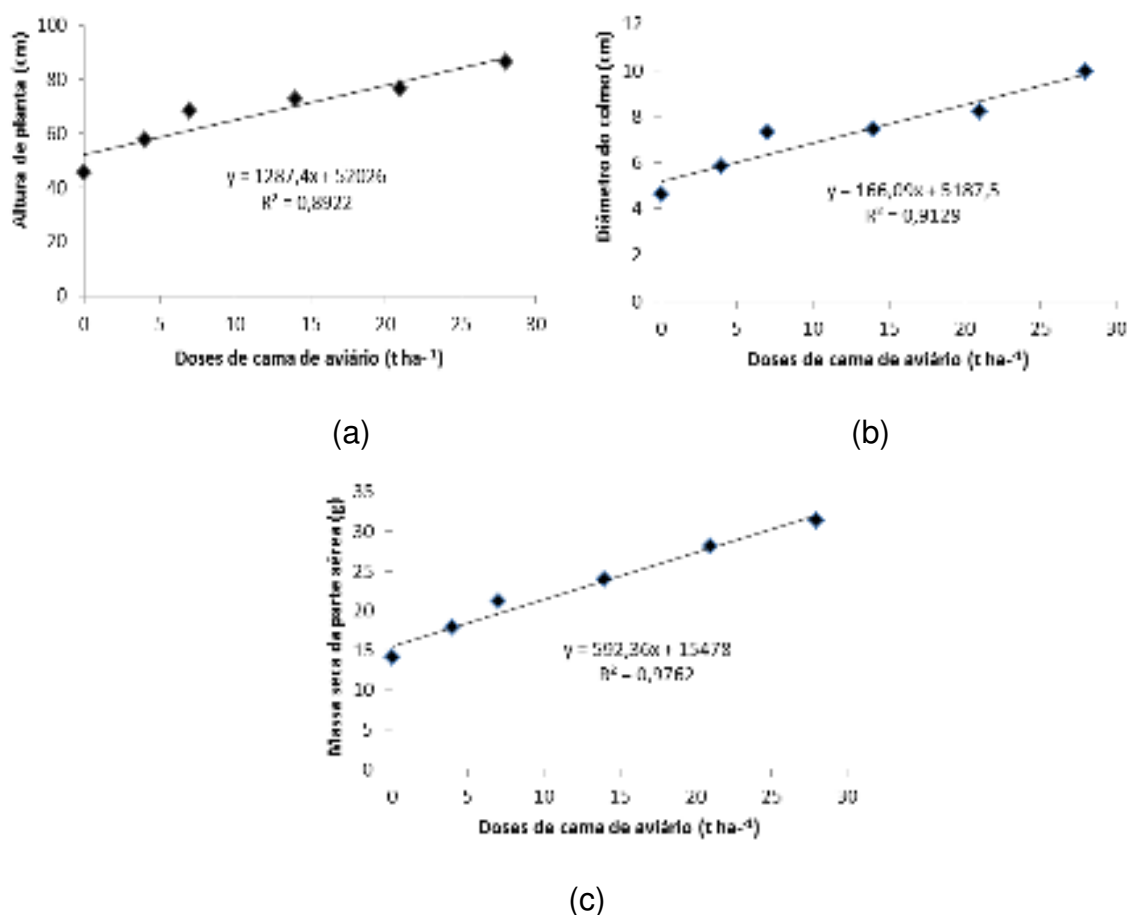 Altura de planta (cm)
100
80
60
40
20
0
y = 1287,4x + 52026
R² = 0,8922
0 5 10 15 20 25 30
Doses de cama de aviário (t ha-¹)
(a)
Diâmetro do colmo (cm)
12
10
8
6
4
2
0
y = 166,09x + 5187,5
R² = 0,9129
0 5 10 15 20 25 30
Doses de cama de aviário (t ha-¹)
(b)
Massa seca da parte aérea (g)
35
30
25
20
15
10
5
0
y = 592,36x + 15478
R² = 0,9762
0 5 10 15 20 25 30
Doses de cama de aviário (t ha-¹)
(c)